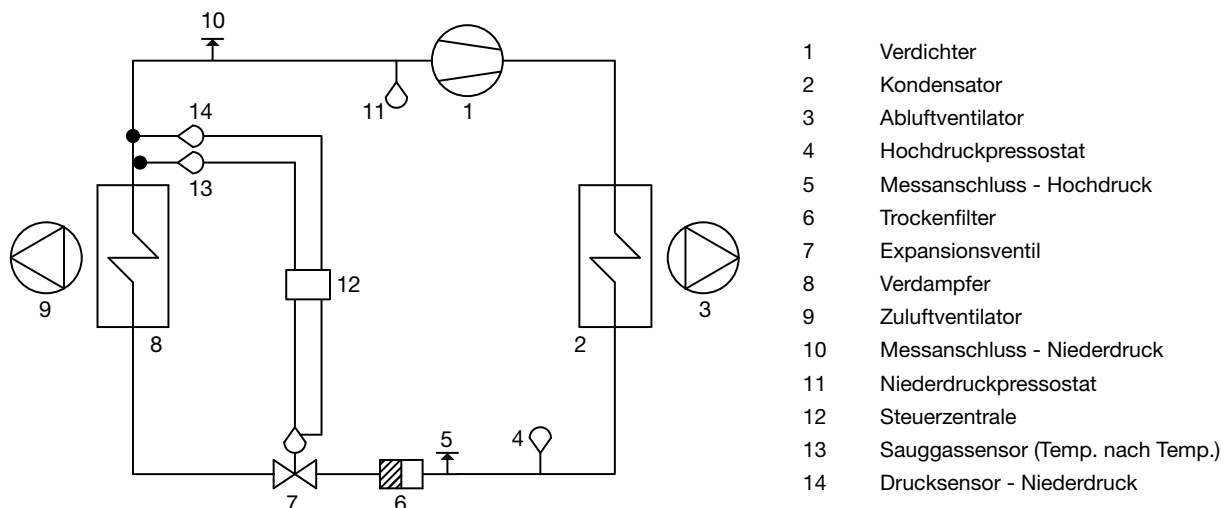 10
14
13
11
1
9
8
12
2
3
7
6
5
4
1 Verdichter
2 Kondensator
3 Abluftventilator
4 Hochdruckpressostat
5 Messanschluss - Hochdruck
6 Trockenfilter
7 Expansionsventil
8 Verdampfer
9 Zuluftventilator
10 Messanschluss - Niederdruck
11 Niederdruckpressostat
12 Steuerzentrale
13 Sauggassensor (Temp. nach Temp.)
14 Drucksensor - Niederdruck